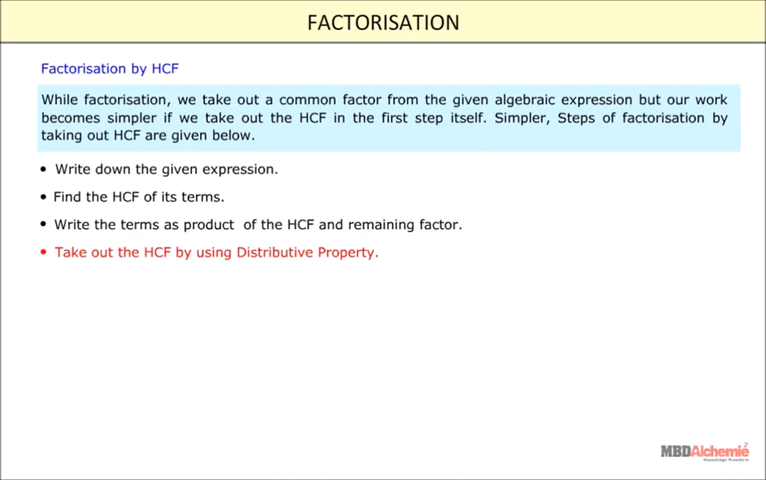 FACTORISATION
Factorisation by HCF
While factorisation, we take out a common factor from the given algebraic expression but our work
becomes simpler if we take out the HCF in the first step itself. Simpler, Steps of factorisation by
taking out HCF are given below.
• Write down the given expression.
• Find the HCF of its terms.
• Write the terms as product of the HCF and remaining factor.
• Take out the HCF by using Distributive Property.
MBDAlchemié
Knowledge Providers